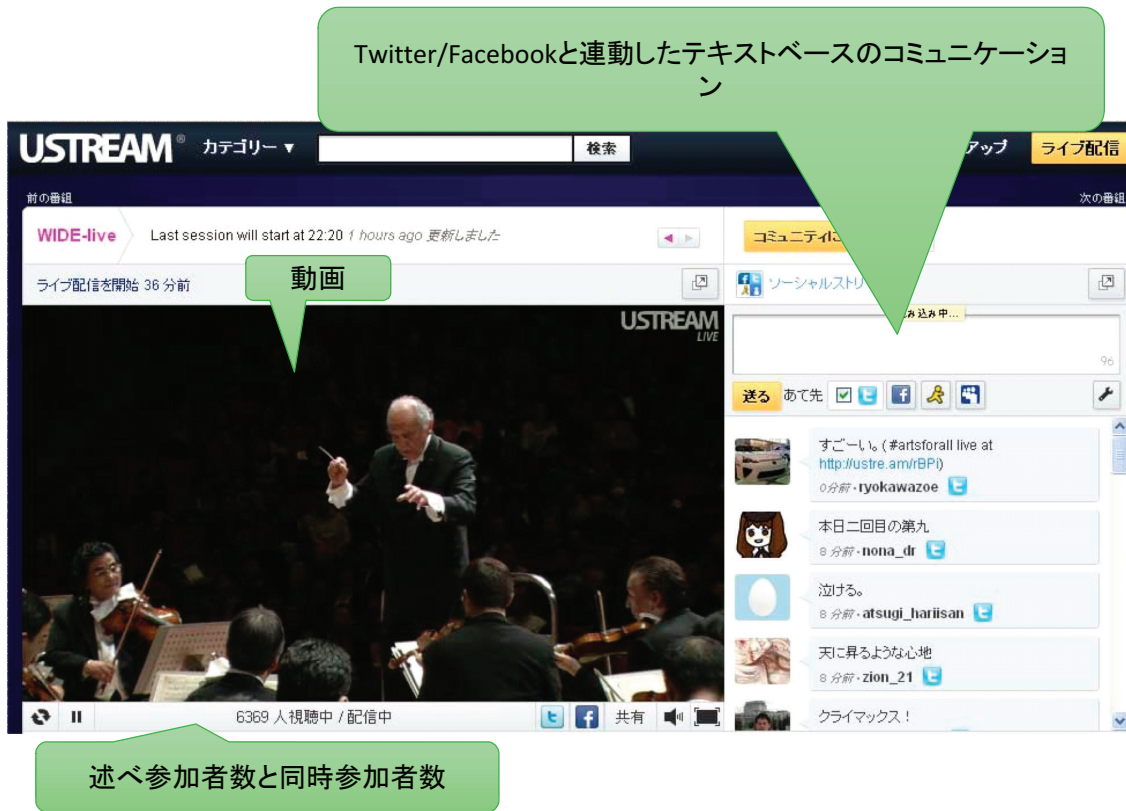 Twitter/Facebookと連動したテキストベースのコミュニケーショ
ン
USTREAM® カテゴリー ▼ 検索 アップ ライブ配信
前の番組 次の番組
WIDE-live Last session will start at 22:20 1 hours ago 更新しました
コミュニティに
ライブ配信を開始 36 分前
動画
ソーシャルストリ
み込み中...
USTREAM
LIVE
96
送る あて先
すごーい。( #artsforall live at
http://ustre.am/rBPi)
0分前・ryokawazoe
本日二回目の第九
8 分前・nona_dr
泣ける。
8 分前・atsugi_hariisan
天に昇るような心地
8 分前・zion_21
クライマックス！
6369 人視聴中 / 配信中 共有
述べ参加者数と同時参加者数